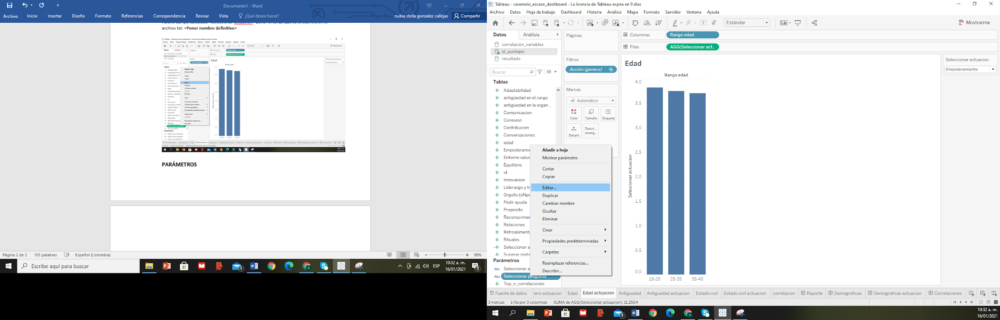 Documento1 - Word
Archivo Inicio Insertar Diseño Formato Referencias Correspondencia Revisar Vista ¿Qué desea hacer? nubia stella gonzalez callejas Compartir
archivo txt: <Poner nombre definitivo>
PARÁMETROS
Página 2 de 2 103 palabras Español (Colombia) 90%
Escribe aquí para buscar
ESP
10:32 a. m.
16/01/2021
Tableau - caramelo_escaso_dashboard - La licencia de Tableau expira en 9 días
Archivo Datos Hoja de trabajo Dashboard Historia Análisis Mapa Formato Servidor Ventana Ayuda
Estándar
Mostrarme
Datos Análisis
correlacion_variables
id_puntajes
resultado
Buscar
Tablas
Adaptabilidad
antigüedad en el cargo
antigüedad en la organ...
Comunicacion
Conexion
Contribucion
Conversaciones
edad
Empoderamie
Entorno saluc
Equilibrio
id
Innovacion
Liderazgo y tr
Orgullo (eNps
Pedir ayuda
Proposito
Reconocimier
Relaciones
Retroalimenta
Rituales
Seleccionar a
Superar meta
Parámetros
Abc Seleccionar a
Abc Seleccionar pregunta
Top_n_correlaciones
Añadir a hoja
Mostrar parámetro
Cortar
Copiar
Editar...
Duplicar
Cambiar nombre
Ocultar
Eliminar
Crear
Propiedades predeterminadas
Carpetas
Reemplazar referencias...
Describir...
Páginas
Filtros
Acción (genero)
Marcas
Automático
Color Tamaño Etiqueta
Detalle
Descri...
emerg...
Columnas Rango edad
Filas AGG(Seleccionar act..
Edad
Rango edad
Seleccionar actuacion
4,0
3,5
3,0
2,5
2,0
1,5
1,0
0,5
0,0
18-25 25-35 35-45
Seleccionar actuacion
Empoderamiento
Fuente de datos nero actuacion Edad Edad actuacion Antiguedad Antiguedad actuacion Estado civil Estado civil actuacion correlacion Reporte Demograficas Demograficas actuacion Correlaciones
3 marcas 1 fila por 3 columnas SUMA de AGG(Seleccionar actuacion): 11,2504
10:32 a. m.
16/01/2021